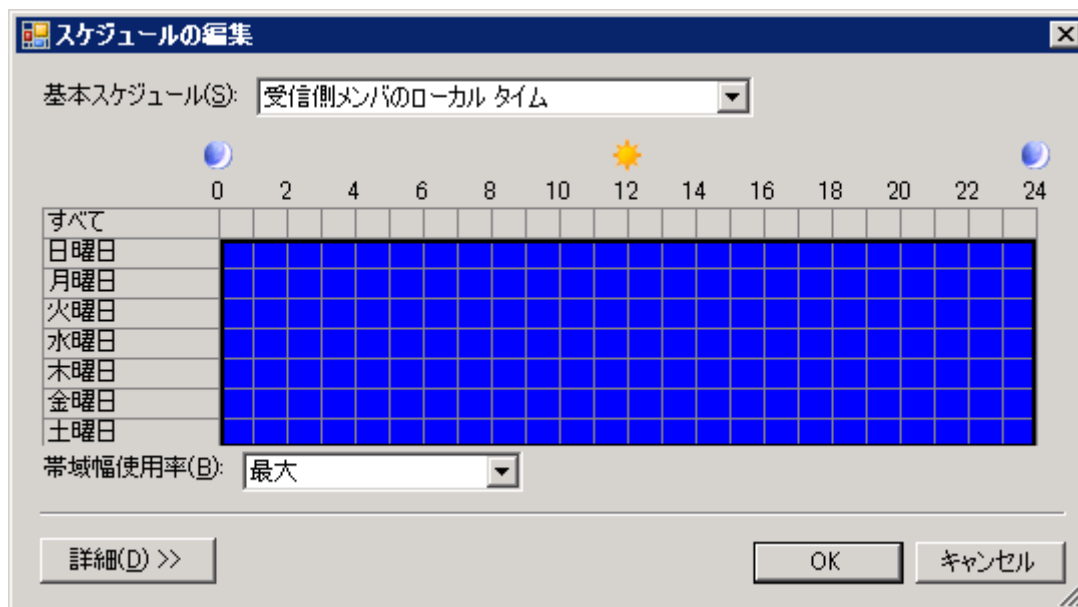 スケジュールの編集
基本スケジュール(S): 受信側メンバのローカル タイム
0 2 4 6 8 10 12 14 16 18 20 22 24
すべて
日曜日
月曜日
火曜日
水曜日
木曜日
金曜日
土曜日
帯域幅使用率(B): 最大
詳細(D) >> OK キャンセル